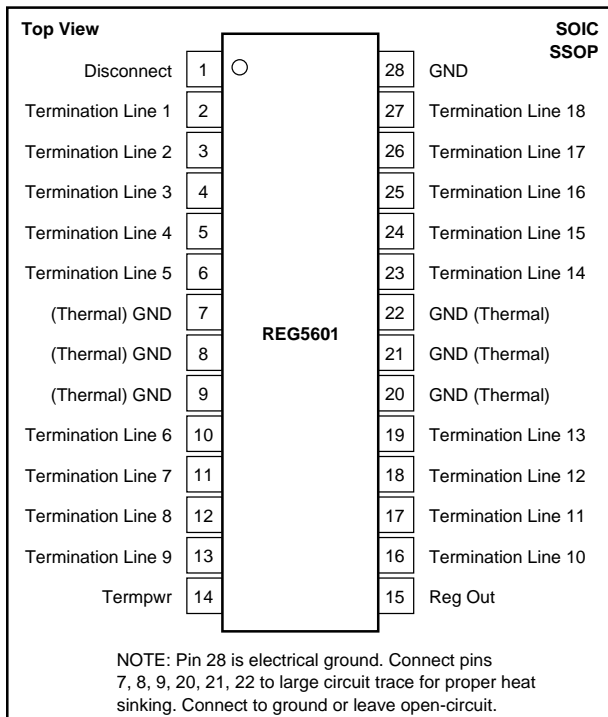 Top View SOIC
SSOP
Disconnect 1 28 GND
Termination Line 1 2 27 Termination Line 18
Termination Line 2 3 26 Termination Line 17
Termination Line 3 4 25 Termination Line 16
Termination Line 4 5 24 Termination Line 15
Termination Line 5 6 23 Termination Line 14
(Thermal) GND 7 22 GND (Thermal)
REG5601
(Thermal) GND 8 21 GND (Thermal)
(Thermal) GND 9 20 GND (Thermal)
Termination Line 6 10 19 Termination Line 13
Termination Line 7 11 18 Termination Line 12
Termination Line 8 12 17 Termination Line 11
Termination Line 9 13 16 Termination Line 10
Termpwr 14 15 Reg Out
NOTE: Pin 28 is electrical ground. Connect pins
7, 8, 9, 20, 21, 22 to large circuit trace for proper heat
sinking. Connect to ground or leave open-circuit.